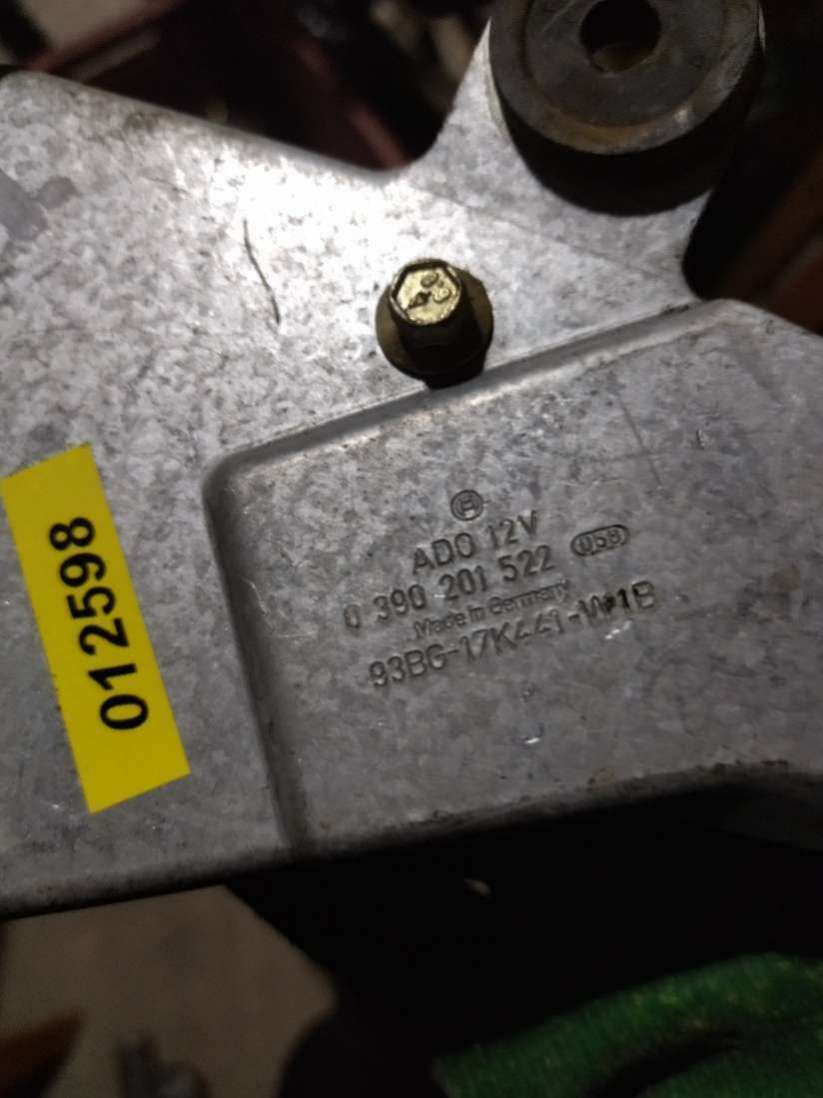 012598
ADO 12V
0 390 201 522
Made in Germany
93BG-17K441-W1B